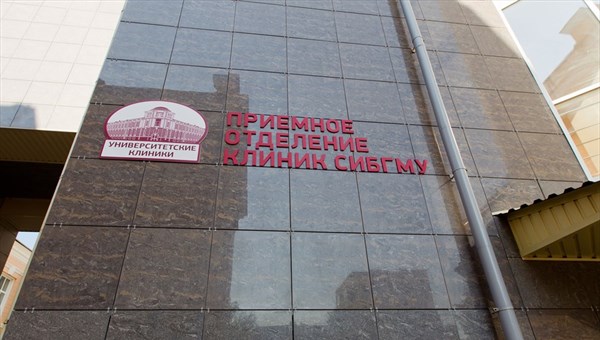 УНИВЕРСИТЕТСКИЕ
КЛИНИКИ
ПРИЕМНОЕ
ОТДЕЛЕНИЕ
КЛИНИК СИБГМУ